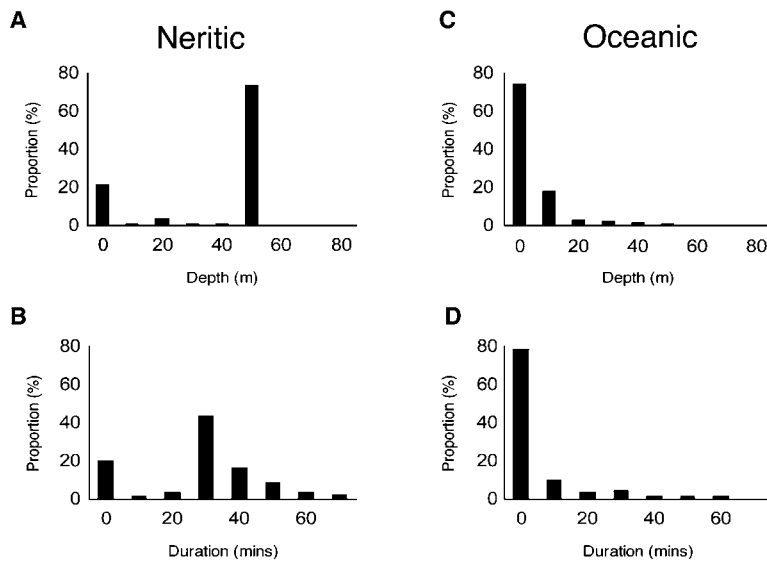 A
Neritic
80
60
40
20
0
Proportion (%)
0 20 40 60 80
Depth (m)
C
Oceanic
80
60
40
20
0
Proportion (%)
0 20 40 60 80
Depth (m)
B
80
60
40
20
0
Proportion (%)
0 20 40 60
Duration (mins)
D
80
60
40
20
0
Proportion (%)
0 20 40 60
Duration (mins)